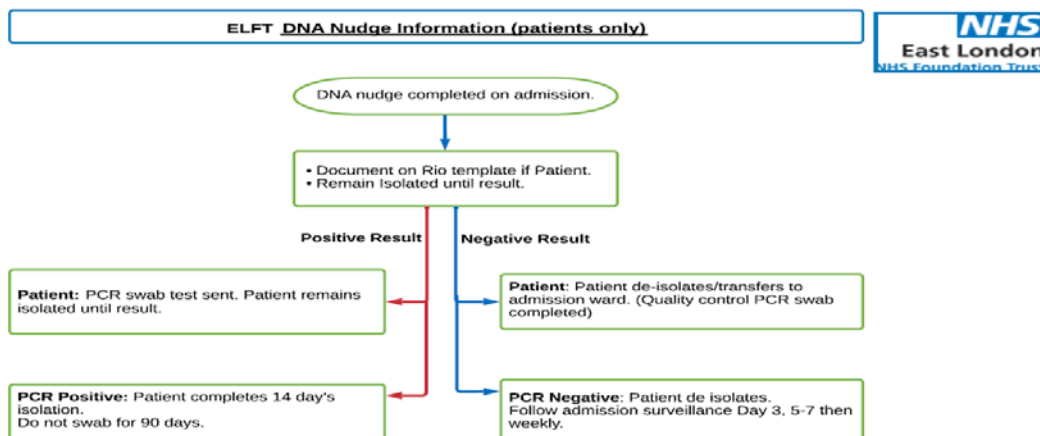 ELFT DNA Nudge Information (patients only)
NHS
East London
NHS Foundation Trust
DNA nudge completed on admission.
• Document on Rio template if Patient.
• Remain Isolated until result.
Positive Result
Negative Result
Patient: PCR swab test sent. Patient remains
isolated until result.
Patient: Patient de-isolates/transfers to
admission ward. (Quality control PCR swab
completed)
PCR Positive: Patient completes 14 day's
isolation.
Do not swab for 90 days.
PCR Negative: Patient de isolates.
Follow admission surveillance Day 3, 5-7 then
weekly.